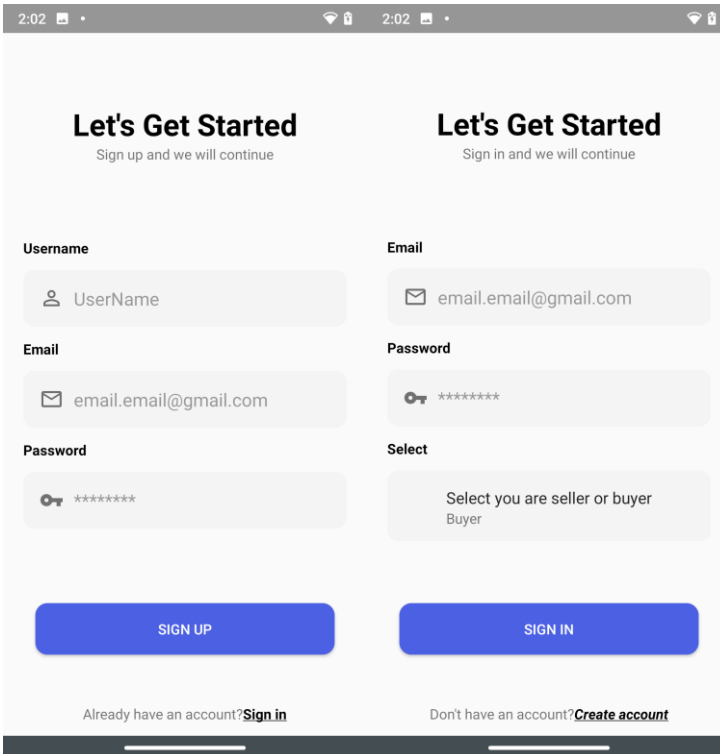 2:02
Let's Get Started
Sign up and we will continue
Username
UserName
Email
email.email@gmail.com
Password
********
SIGN UP
Already have an account?Sign in
2:02
Let's Get Started
Sign in and we will continue
Email
email.email@gmail.com
Password
********
Select
Select you are seller or buyer
Buyer
SIGN IN
Don't have an account?Create account